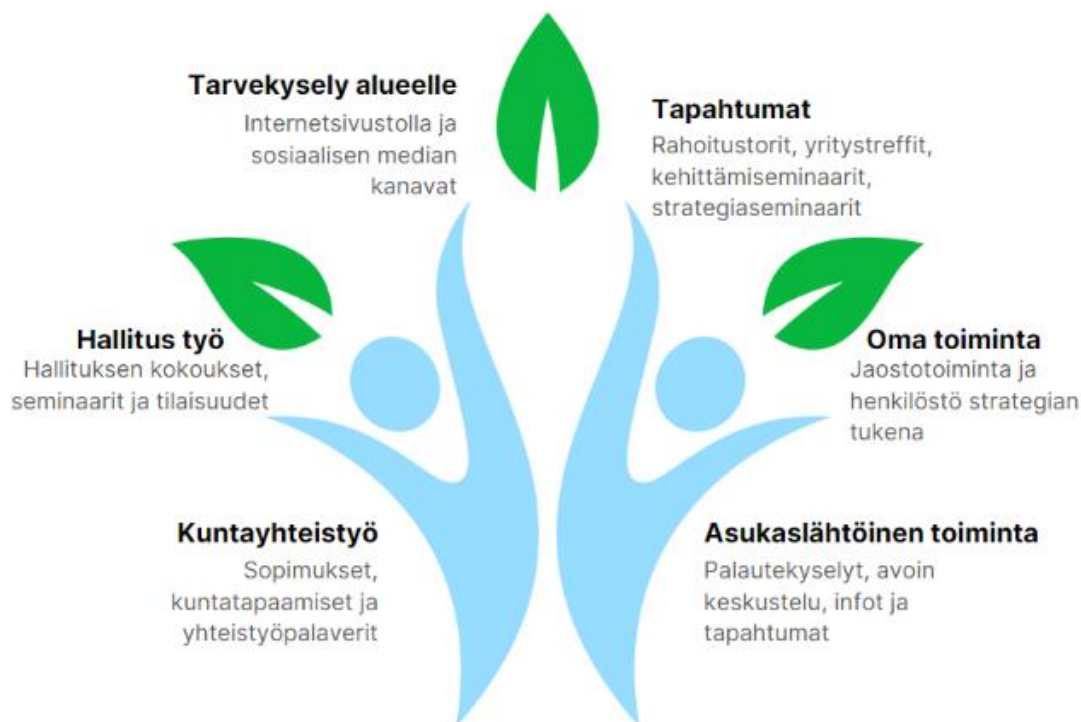 Tarvekysely alueelle
Internetsivustolla ja
sosiaalisen median
kanavat
Tapahtumat
Rahoitustorit, yritystreffit,
kehittämiseminaarit,
strategiaseminaarit
Hallitus työ
Hallituksen kokoukset,
seminaarit ja tilaisuudet
Oma toiminta
Jaostotoiminta ja
henkilöstö strategian
tukena
Kuntayhteistyö
Sopimukset,
kuntatapaamiset ja
yhteistyöpalaverit
Asukaslähtöinen toiminta
Palautekyselyt, avoin
keskustelu, infot ja
tapahtumat